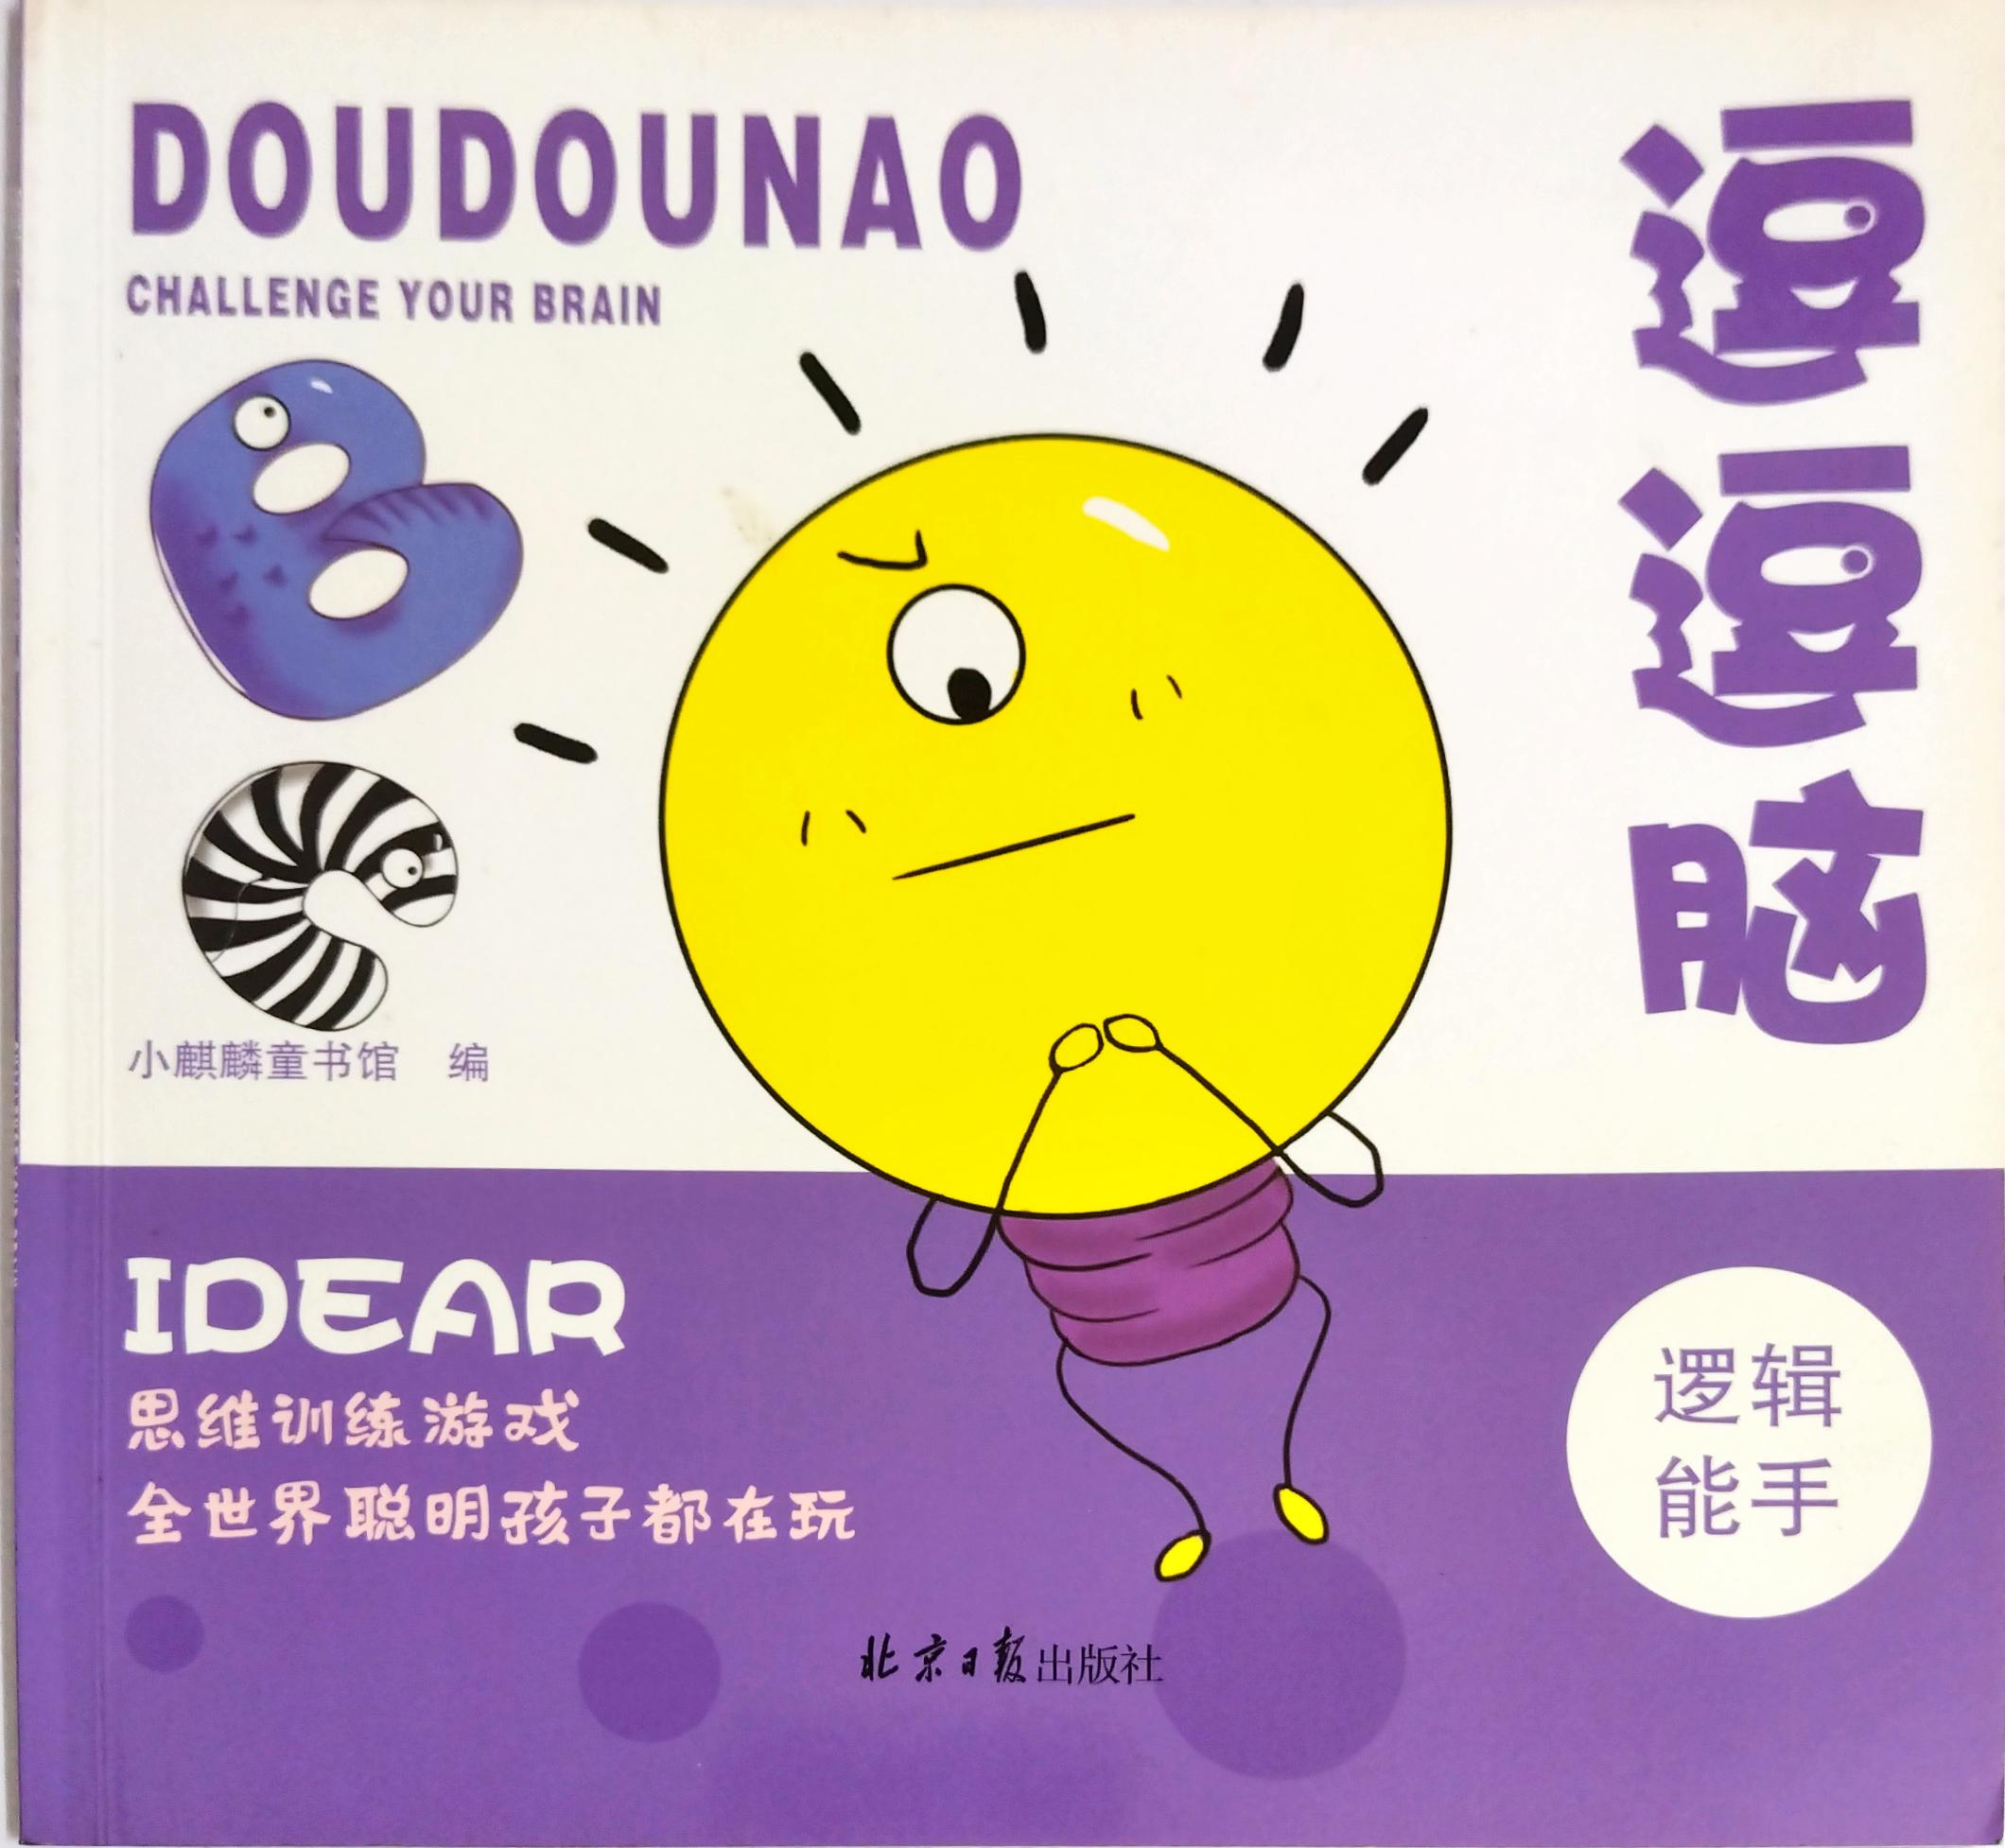 DOUDOUNAO
CHALLENGE YOUR BRAIN
逗逗脑
小麒麟童书馆 编
IDEAR
思维训练游戏
全世界聪明孩子都在玩
逻辑
能手
北京日报出版社